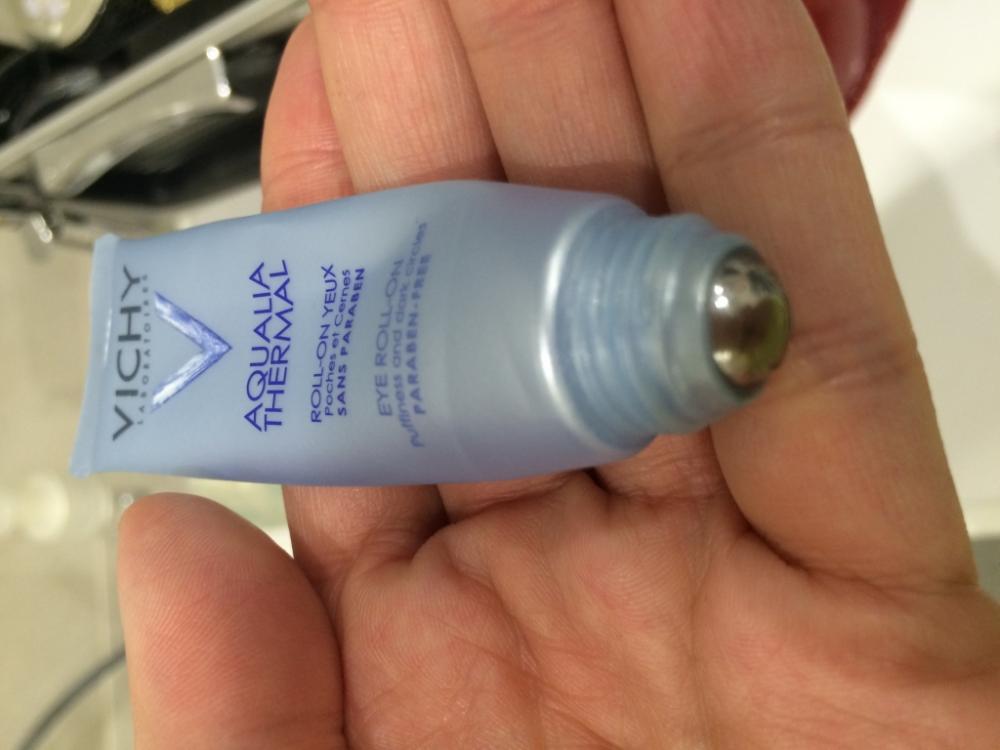 VICHY
LABORATOIRES
AQUALIA
THERMAL
ROLL-ON YEUX
Poches et Cernes
SANS PARABEN
EYE ROLL-ON
Puffiness and dark circles
PARABEN-FREE